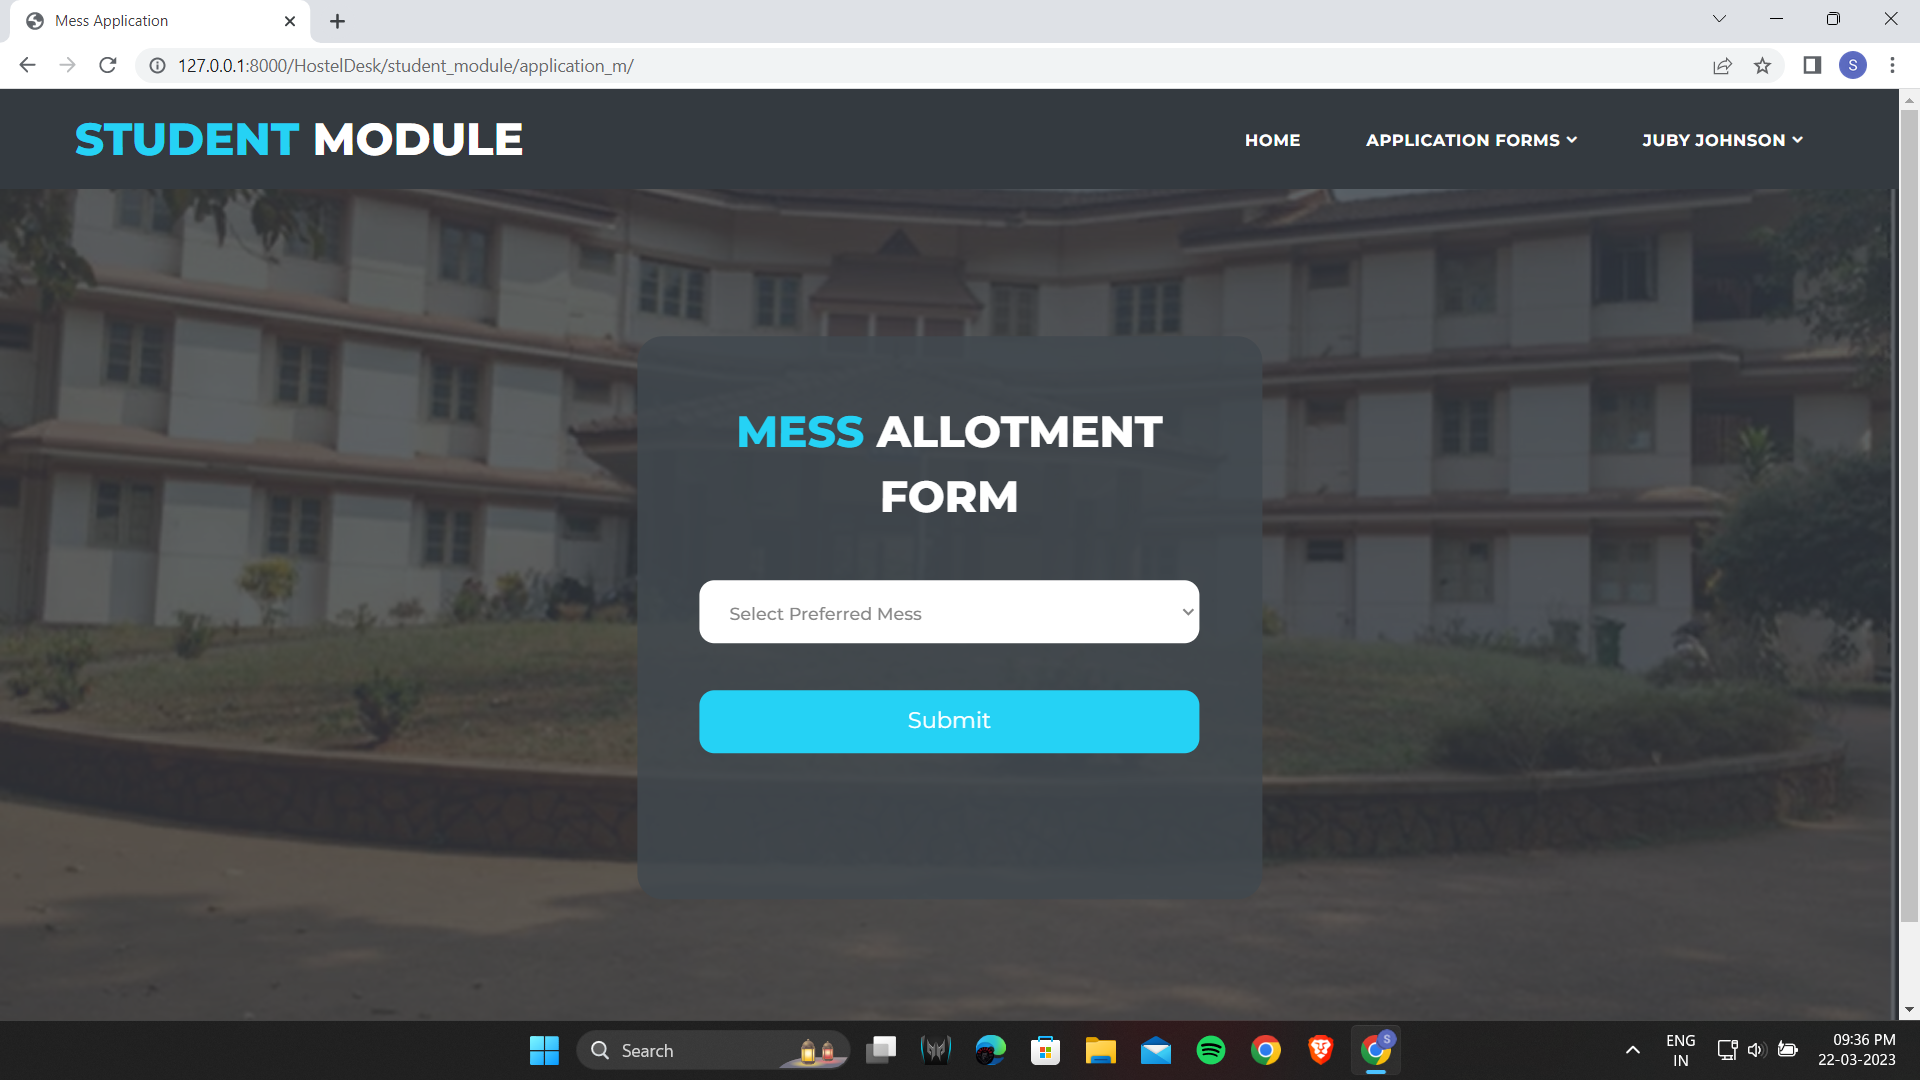 Mess Application
127.0.0.1:8000/HostelDesk/student_module/application_m/
S
STUDENT MODULE
HOME
APPLICATION FORMS
JUBY JOHNSON
MESS ALLOTMENT
FORM
Select Preferred Mess
Submit
Search
S
ENG
IN
09:36 PM
22-03-2023